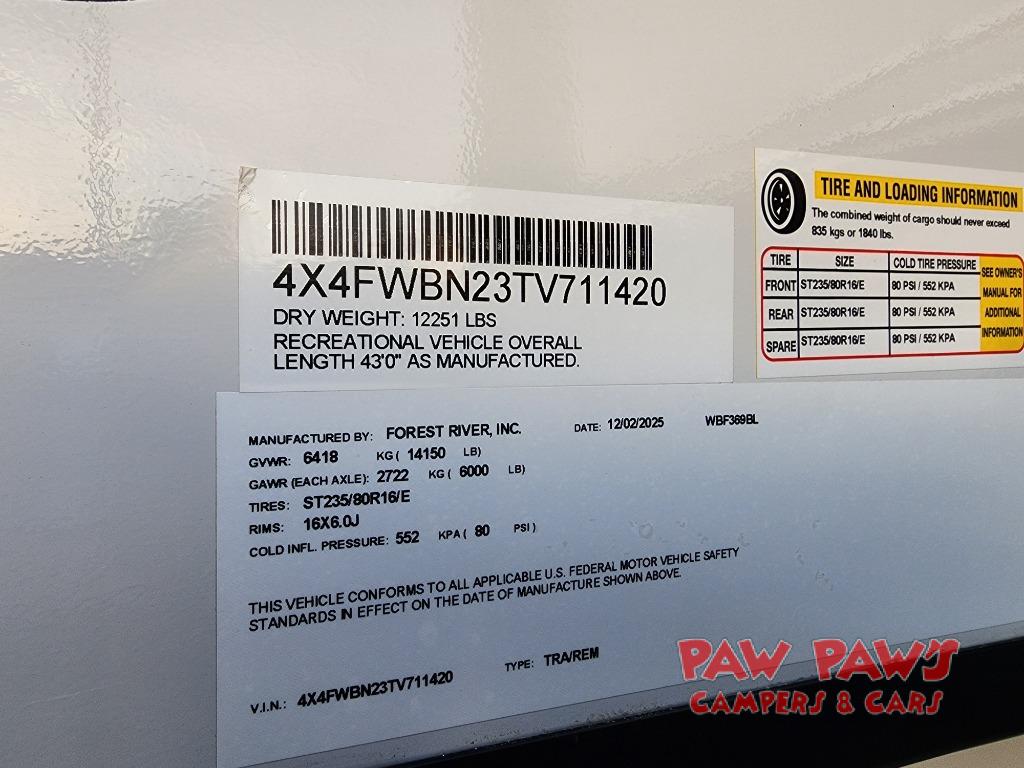 4X4FWBN23TV711420
DRY WEIGHT: 12251 LBS
RECREATIONAL VEHICLE OVERALL
LENGTH 43'0" AS MANUFACTURED.
TIRE AND LOADING INFORMATION
The combined weight of cargo should never exceed
835 kgs or 1840 lbs.
TIRE SIZE COLD TIRE PRESSURE
FRONT ST235/80R16/E 80 PSI / 552 KPA
REAR ST235/80R16/E 80 PSI / 552 KPA
SPARE ST235/80R16/E 80 PSI / 552 KPA
SEE OWNER'S
MANUAL FOR
ADDITIONAL
INFORMATION
MANUFACTURED BY: FOREST RIVER, INC. DATE: 12/02/2025 WBF369BL
GVWR: 6418 KG ( 14150 LB)
GAWR (EACH AXLE): 2722 KG ( 6000 LB)
TIRES: ST235/80R16/E
RIMS: 16X6.0J
COLD INFL. PRESSURE: 552 KPA ( 80 PSI )
THIS VEHICLE CONFORMS TO ALL APPLICABLE U.S. FEDERAL MOTOR VEHICLE SAFETY
STANDARDS IN EFFECT ON THE DATE OF MANUFACTURE SHOWN ABOVE.
V.I.N.: 4X4FWBN23TV711420 TYPE: TRA/REM
PAW PAW'S
CAMPERS & CARS